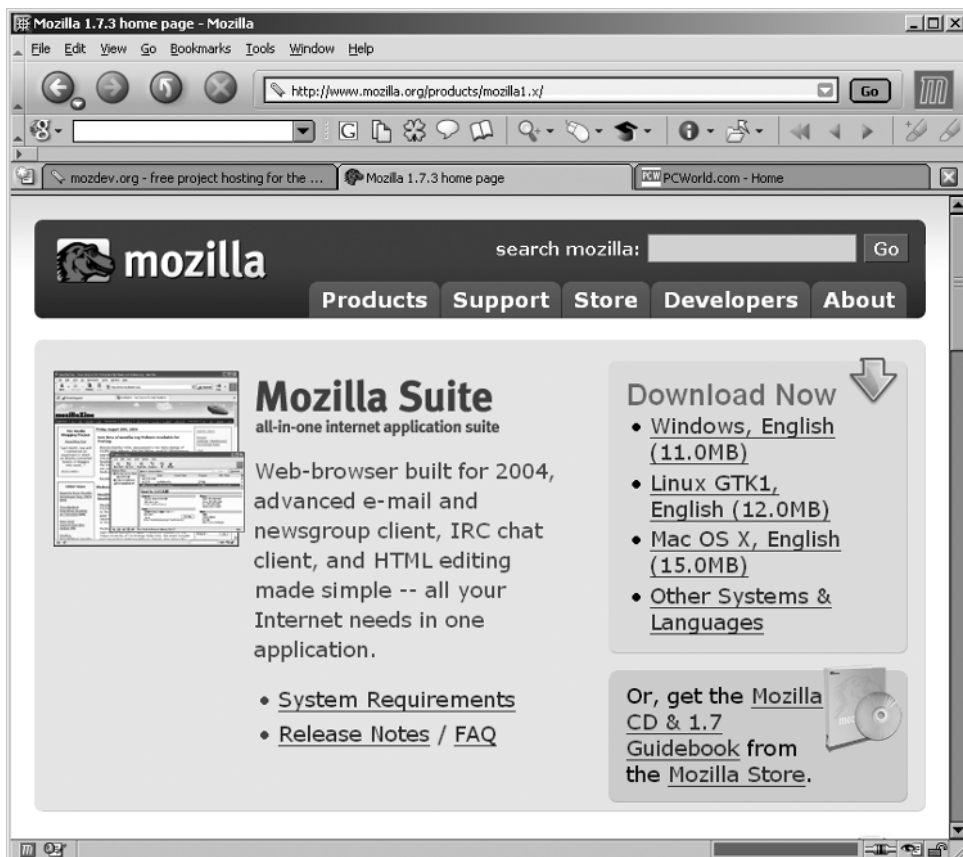 Mozilla 1.7.3 home page - Mozilla
File Edit View Go Bookmarks Tools Window Help
http://www.mozilla.org/products/mozilla1.x/
Go
G
mozdev.org - free project hosting for the ...
Mozilla 1.7.3 home page
PCW PCWorld.com - Home
mozilla
search mozilla:
Go
Products Support Store Developers About
Mozilla Suite
all-in-one internet application suite
Web-browser built for 2004,
advanced e-mail and
newsgroup client, IRC chat
client, and HTML editing
made simple -- all your
Internet needs in one
application.
• System Requirements
• Release Notes / FAQ
Download Now
• Windows, English
(11.0MB)
• Linux GTK1,
English (12.0MB)
• Mac OS X, English
(15.0MB)
• Other Systems &
Languages
Or, get the Mozilla
CD & 1.7
Guidebook from
the Mozilla Store.